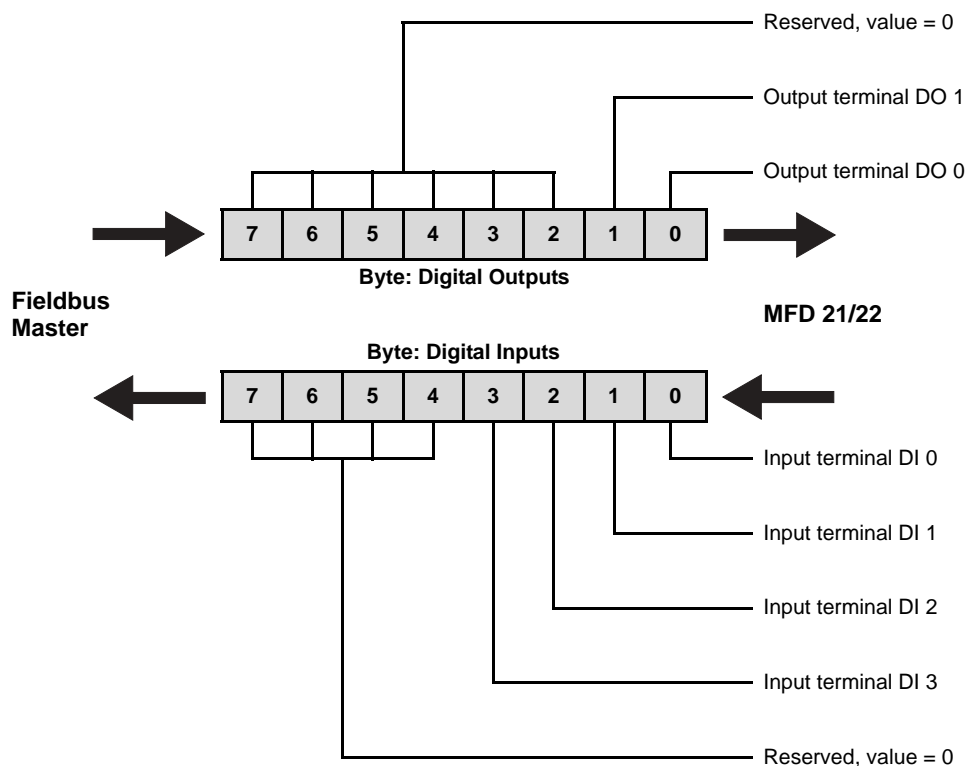 Reserved, value = 0
Output terminal DO 1
Output terminal DO 0
7 6 5 4 3 2 1 0
Byte: Digital Outputs
Fieldbus
Master
MFD 21/22
Byte: Digital Inputs
7 6 5 4 3 2 1 0
Input terminal DI 0
Input terminal DI 1
Input terminal DI 2
Input terminal DI 3
Reserved, value = 0